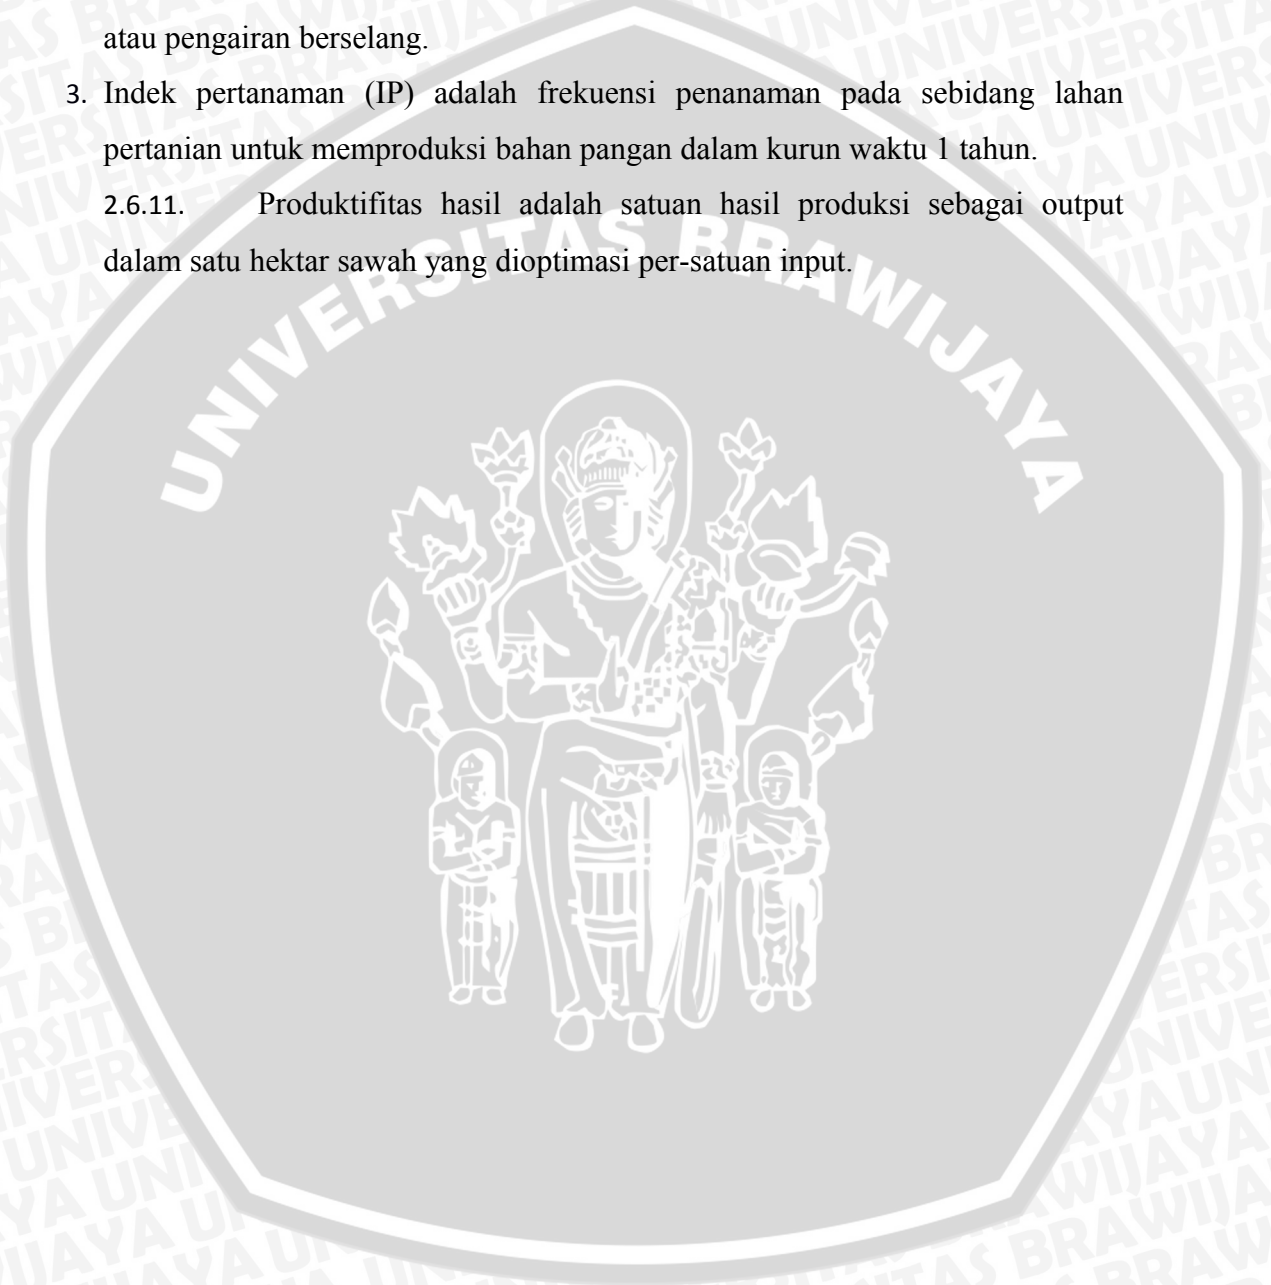 atau pengairan berselang.
3. Indek pertanaman (IP) adalah frekuensi penanaman pada sebidang lahan
pertanian untuk memproduksi bahan pangan dalam kurun waktu 1 tahun.
2.6.11. Produktifitas hasil adalah satuan hasil produksi sebagai output
dalam satu hektar sawah yang dioptimasi per-satuan input.
UNIVERSITAS BRAWIJAYA